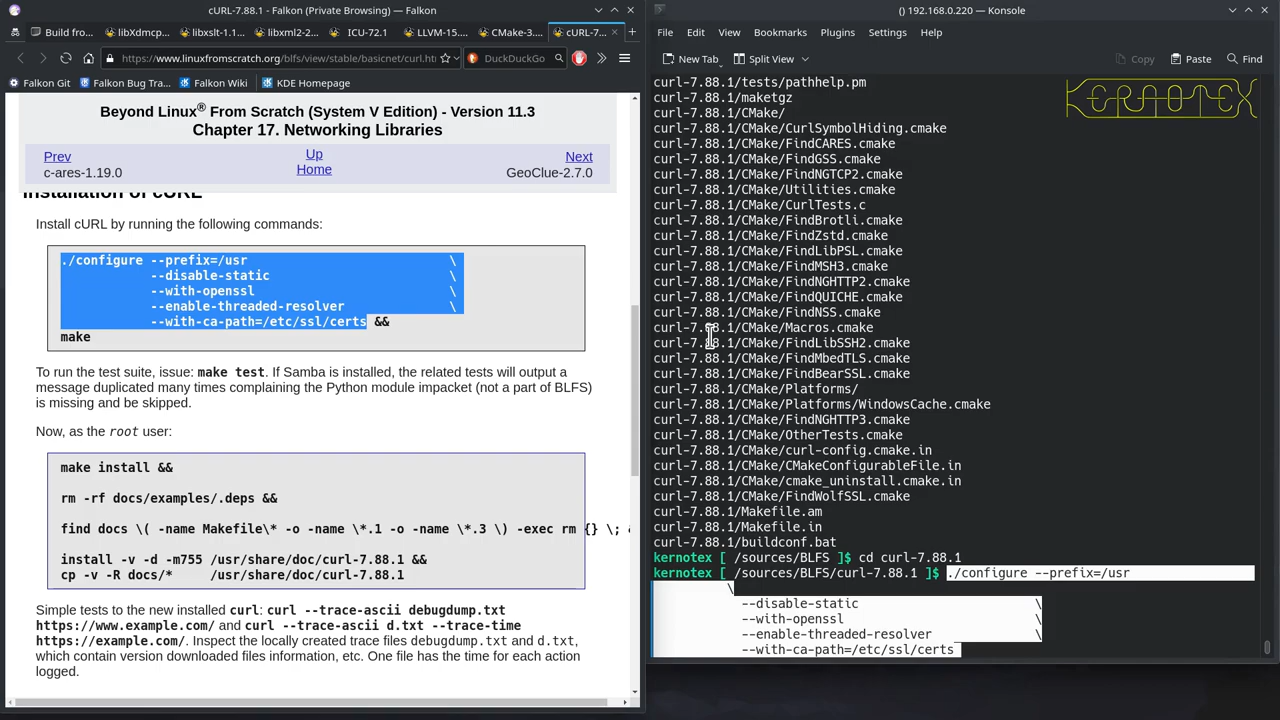 cURL-7.88.1 - Falkon (Private Browsing) — Falkon
Build fro...
libXdmcp...
libxslt-1.1...
libxml2-2...
ICU-72.1
LLVM-15....
CMake-3....
cURL-7...
https://www.linuxfromscratch.org/blfs/view/stable/basicnet/curl.ht
DuckDuckGo
Falkon Git
Falkon Bug Tra...
Falkon Wiki
KDE Homepage
Beyond Linux® From Scratch (System V Edition) - Version 11.3
Chapter 17. Networking Libraries
Prev
Up
Next
c-ares-1.19.0
Home
GeoClue-2.7.0
Installation of cURL
Install cURL by running the following commands:
./configure --prefix=/usr \
--disable-static \
--with-openssl \
--enable-threaded-resolver \
--with-ca-path=/etc/ssl/certs &&
make
To run the test suite, issue: make test. If Samba is installed, the related tests will output a
message duplicated many times complaining the Python module impacket (not a part of BLFS)
is missing and be skipped.
Now, as the root user:
make install &&
rm -rf docs/examples/.deps &&
find docs \( -name Makefile\* -o -name \*.1 -o -name \*.3 \) -exec rm {} \; &
install -v -d -m755 /usr/share/doc/curl-7.88.1 &&
cp -v -R docs/* /usr/share/doc/curl-7.88.1
Simple tests to the new installed curl: curl --trace-ascii debugdump.txt
https://www.example.com/ and curl --trace-ascii d.txt --trace-time
https://example.com/. Inspect the locally created trace files debugdump.txt and d.txt,
which contain version downloaded files information, etc. One file has the time for each action
logged.
() 192.168.0.220 — Konsole
File Edit View Bookmarks Plugins Settings Help
New Tab
Split View
Copy
Paste
Find
KERNOTEX
curl-7.88.1/tests/pathhelp.pm
curl-7.88.1/maketgz
curl-7.88.1/CMake/
curl-7.88.1/CMake/CurlSymbolHiding.cmake
curl-7.88.1/CMake/FindCARES.cmake
curl-7.88.1/CMake/FindGSS.cmake
curl-7.88.1/CMake/FindNGTCP2.cmake
curl-7.88.1/CMake/Utilities.cmake
curl-7.88.1/CMake/CurlTests.c
curl-7.88.1/CMake/FindBrotli.cmake
curl-7.88.1/CMake/FindZstd.cmake
curl-7.88.1/CMake/FindLibPSL.cmake
curl-7.88.1/CMake/FindMSH3.cmake
curl-7.88.1/CMake/FindNGHTTP2.cmake
curl-7.88.1/CMake/FindQUICHE.cmake
curl-7.88.1/CMake/FindNSS.cmake
curl-7.88.1/CMake/Macros.cmake
curl-7.88.1/CMake/FindLibSSH2.cmake
curl-7.88.1/CMake/FindMbedTLS.cmake
curl-7.88.1/CMake/FindBearSSL.cmake
curl-7.88.1/CMake/Platforms/
curl-7.88.1/CMake/Platforms/WindowsCache.cmake
curl-7.88.1/CMake/FindNGHTTP3.cmake
curl-7.88.1/CMake/OtherTests.cmake
curl-7.88.1/CMake/curl-config.cmake.in
curl-7.88.1/CMake/CMakeConfigurableFile.in
curl-7.88.1/CMake/cmake_uninstall.cmake.in
curl-7.88.1/CMake/FindWolfSSL.cmake
curl-7.88.1/Makefile.am
curl-7.88.1/Makefile.in
curl-7.88.1/buildconf.bat
kernotex [ /sources/BLFS ]$ cd curl-7.88.1
kernotex [ /sources/BLFS/curl-7.88.1 ]$ ./configure --prefix=/usr
\
--disable-static \
--with-openssl \
--enable-threaded-resolver \
--with-ca-path=/etc/ssl/certs